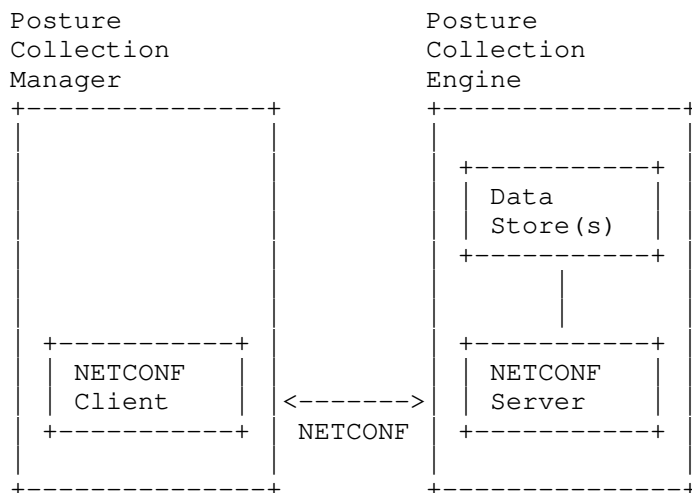 Posture Posture
Collection Collection
Manager Engine
Data
Store(s)
NETCONF NETCONF
Client <-------> Server
NETCONF